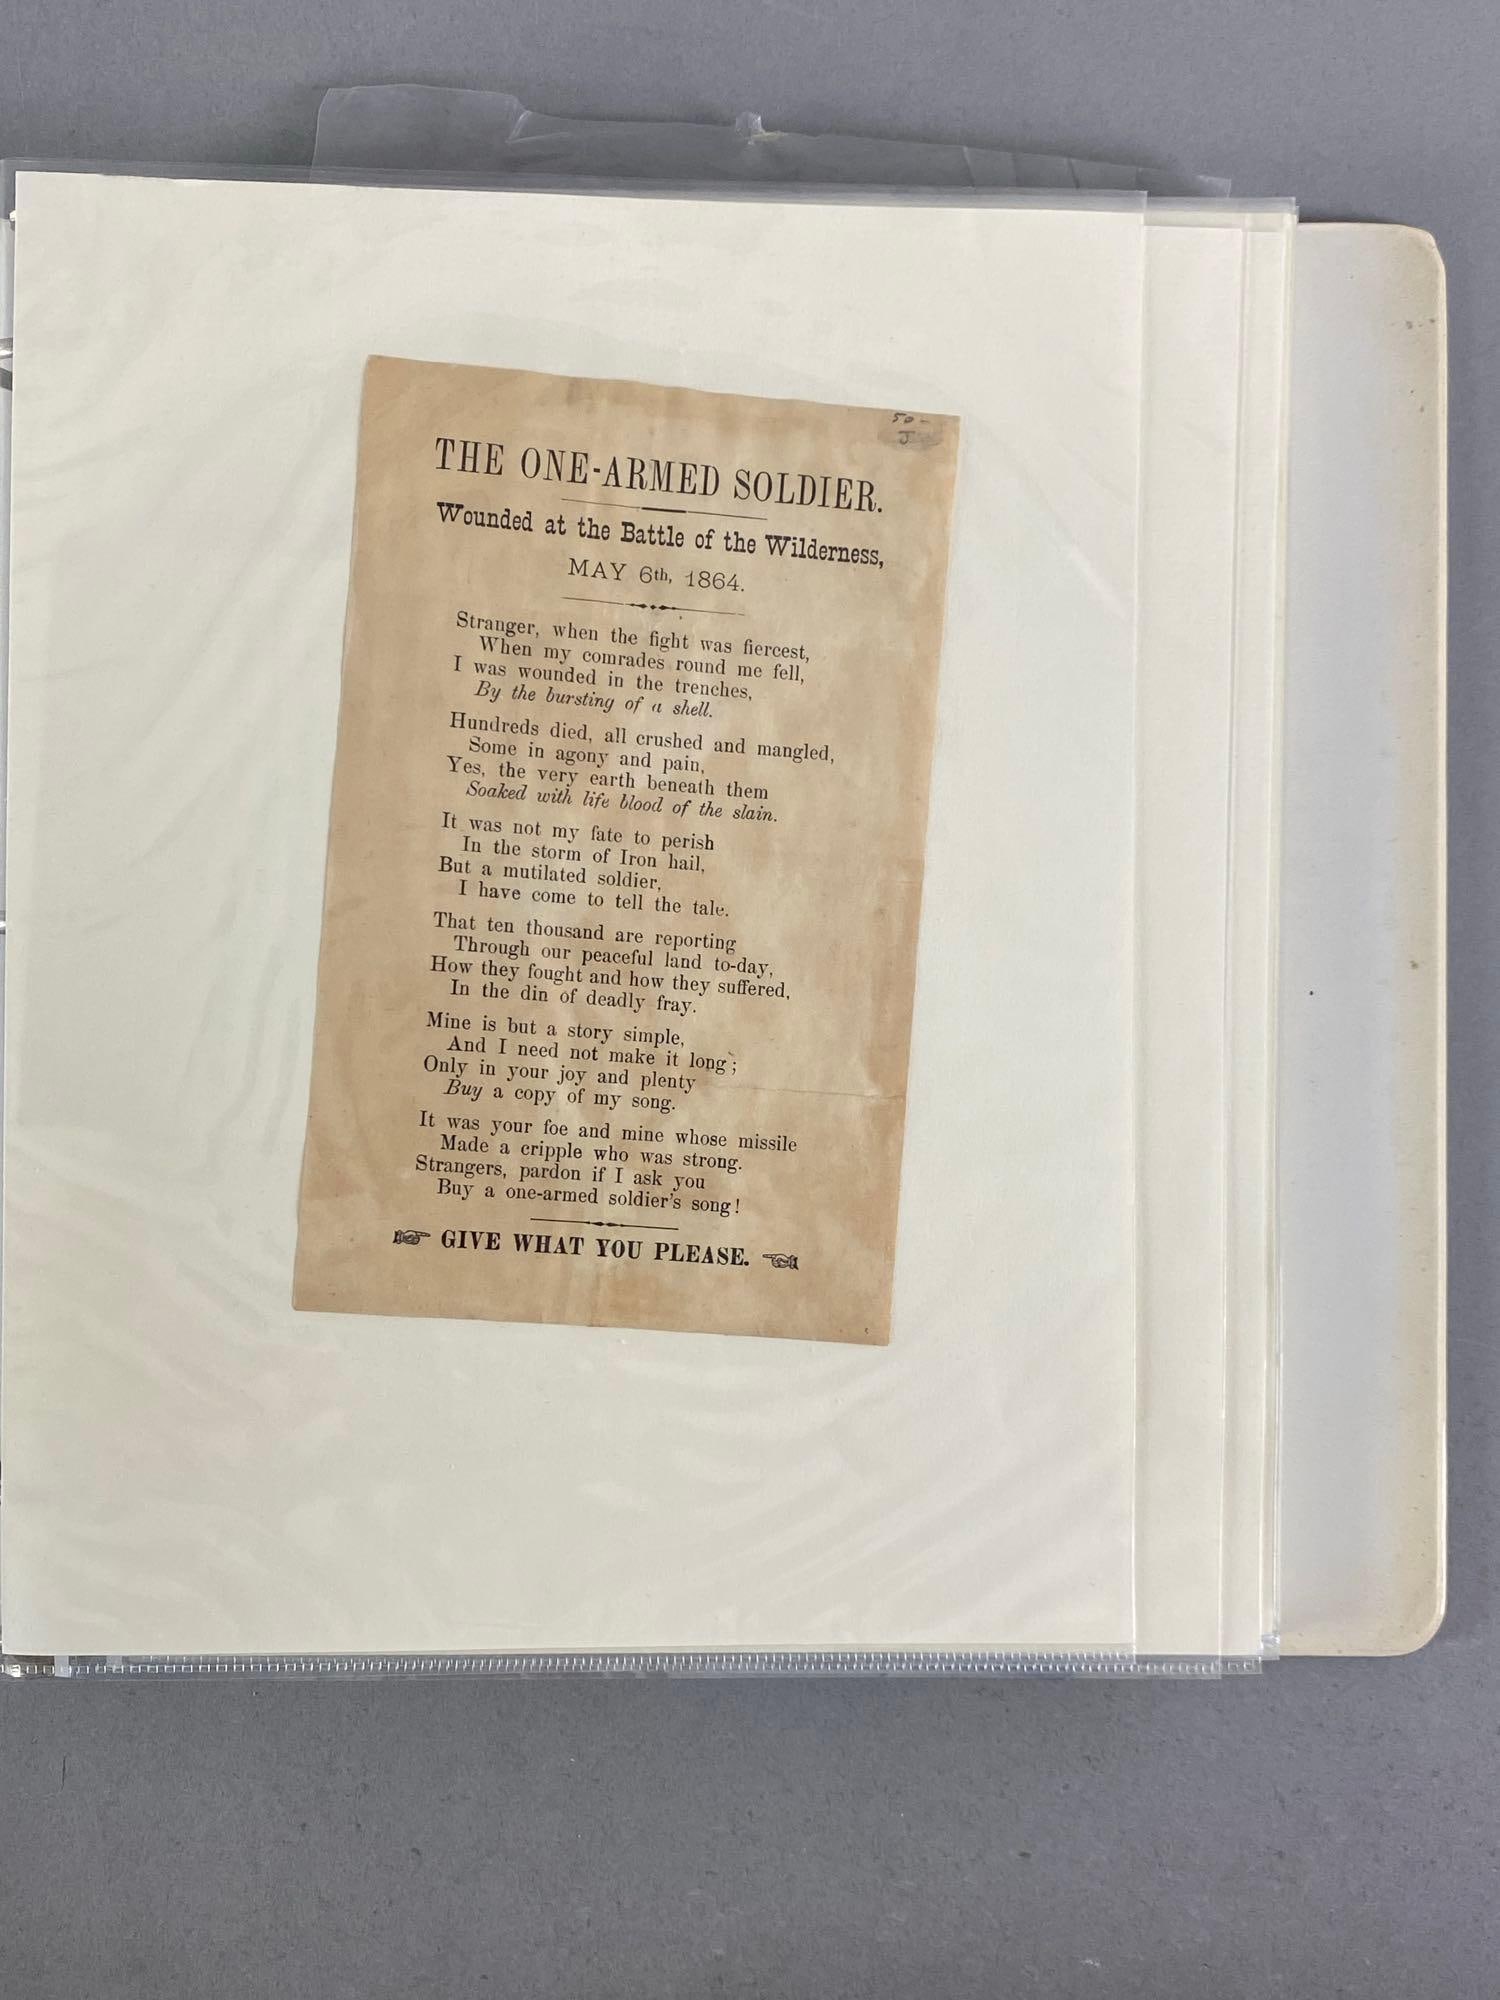 50-
J
THE ONE-ARMED SOLDIER.
Wounded at the Battle of the Wilderness,
MAY 6th, 1864.
Stranger, when the fight was fiercest,
When my comrades round me fell,
I was wounded in the trenches,
By the bursting of a shell.
Hundreds died, all crushed and mangled,
Some in agony and pain,
Yes, the very earth beneath them
Soaked with life blood of the slain.
It was not my fate to perish
In the storm of Iron hail,
But a mutilated soldier,
I have come to tell the tale.
That ten thousand are reporting
Through our peaceful land to-day,
How they fought and how they suffered,
In the din of deadly fray.
Mine is but a story simple,
And I need not make it long;
Only in your joy and plenty
Buy a copy of my song.
It was your foe and mine whose missile
Made a cripple who was strong.
Strangers, pardon if I ask you
Buy a one-armed soldier's song!
GIVE WHAT YOU PLEASE.